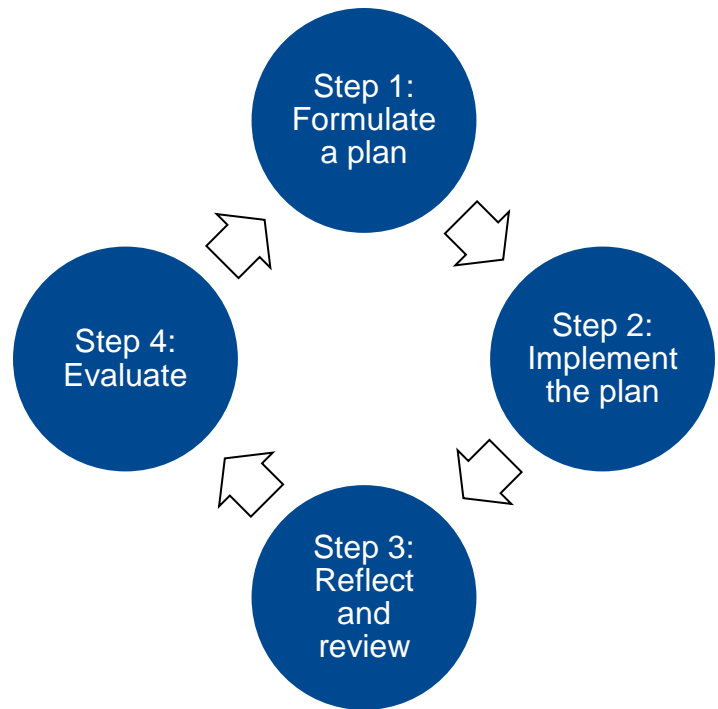 Step 1:
Formulate
a plan
Step 2:
Implement
the plan
Step 3:
Reflect
and
review
Step 4:
Evaluate